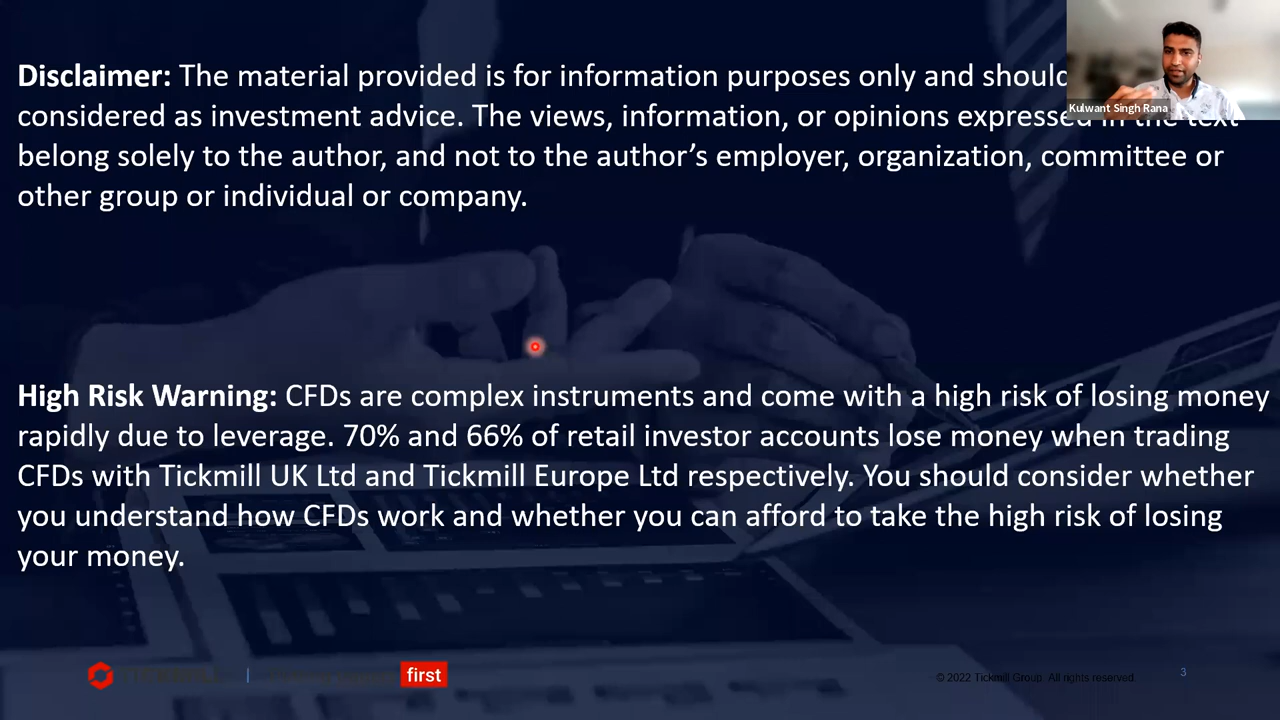 Disclaimer: The material provided is for information purposes only and should
considered as investment advice. The views, information, or opinions expressed in the text
belong solely to the author, and not to the author’s employer, organization, committee or
other group or individual or company.
Kulwant Singh Rana
High Risk Warning: CFDs are complex instruments and come with a high risk of losing money
rapidly due to leverage. 70% and 66% of retail investor accounts lose money when trading
CFDs with Tickmill UK Ltd and Tickmill Europe Ltd respectively. You should consider whether
you understand how CFDs work and whether you can afford to take the high risk of losing
your money.
TICKMILL | first
© 2022 Tickmill Group. All rights reserved.
3